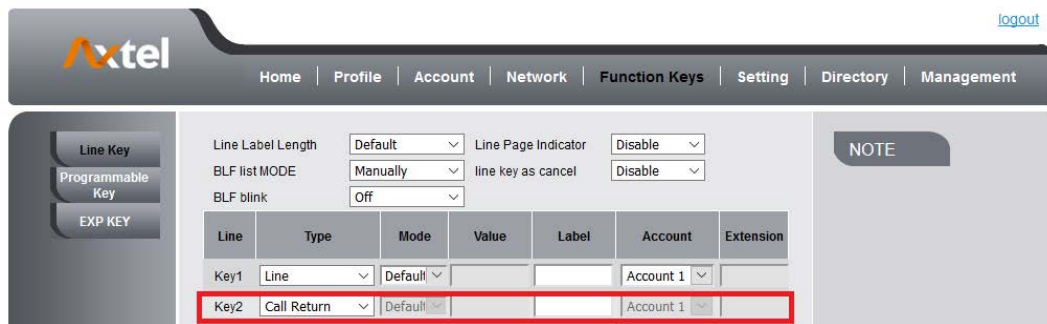 logout
Axtel
Home Profile Account Network Function Keys Setting Directory Management
Line Key
Programmable Key
EXP KEY
Line Label Length Default Line Page Indicator Disable
BLF list MODE Manually line key as cancel Disable
BLF blink Off
NOTE
Line Type Mode Value Label Account Extension
Key1 Line Default Account 1
Key2 Call Return Default Account 1